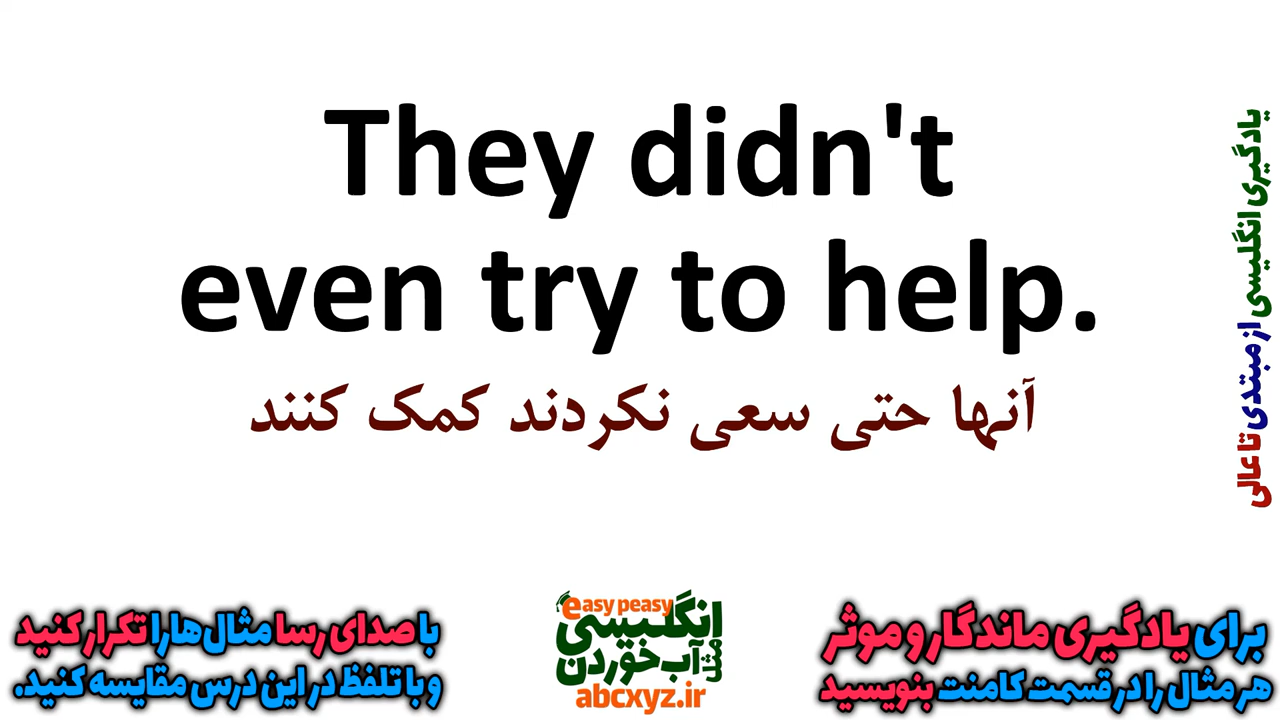 They didn't
even try to help.
آنها حتی سعی نکردند کمک کنند
یادگیری انگلیسی از مبتدی تا عالی
برای یادگیری ماندگار و موثر
هر مثال را در قسمت کامنت بنویسید
easy peasy
انگلیسی
مثل آب خوردن
abcxyz.ir
با صدای رسا مثال‌ها را تکرار کنید
و با تلفظ در این درس مقایسه کنید.